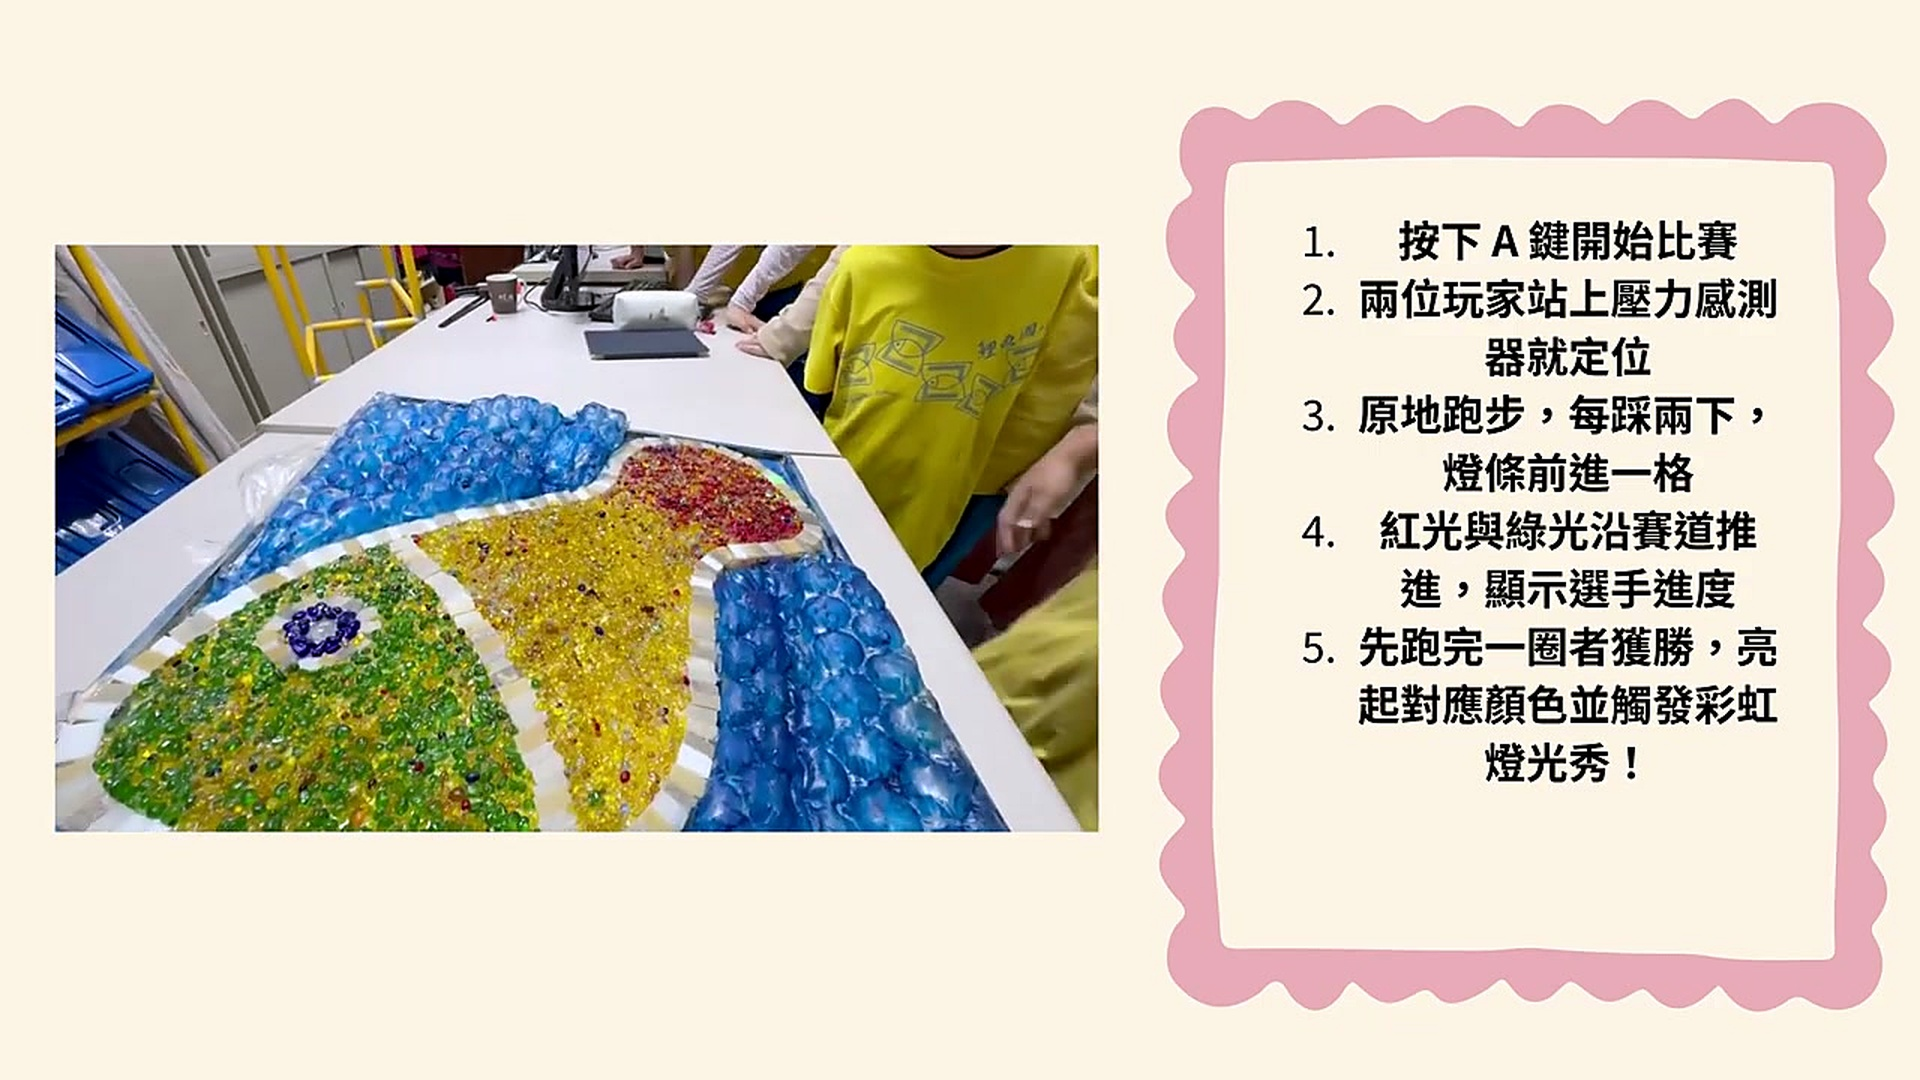 1. 按下 A 鍵開始比賽
2. 兩位玩家站上壓力感測
器就定位
3. 原地跑步，每踩兩下，
燈條前進一格
4. 紅光與綠光沿賽道推
進，顯示選手進度
5. 先跑完一圈者獲勝，亮
起對應顏色並觸發彩虹
燈光秀！